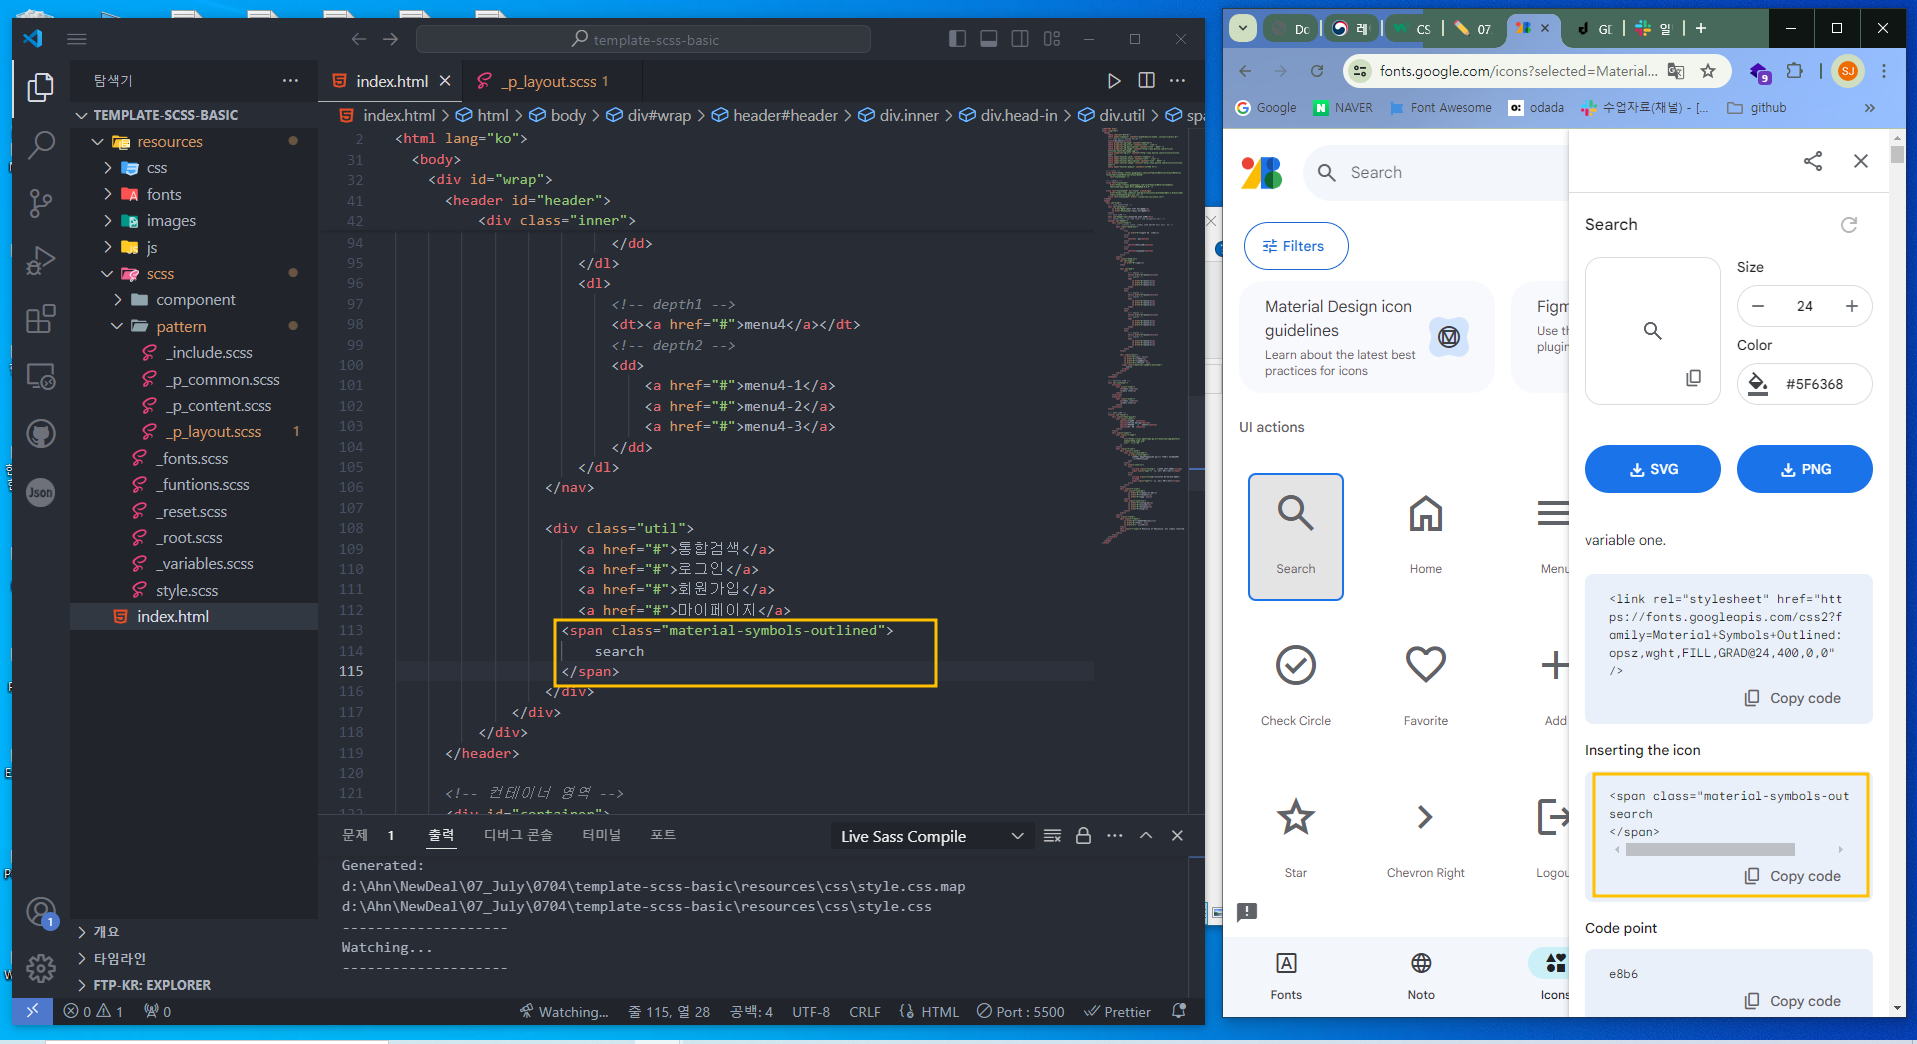 template-scss-basic
탐색기
TEMPLATE-SCSS-BASIC
resources
css
fonts
images
js
scss
component
pattern
_include.scss
_p_common.scss
_p_content.scss
_p_layout.scss 1
_fonts.scss
_funtions.scss
_reset.scss
_root.scss
_variables.scss
style.scss
index.html
개요
타임라인
FTP-KR: EXPLORER
Json
1
index.html
_p_layout.scss 1
index.html > html > body > div#wrap > header#header > div.inner > div.head-in > div.util > spa
2 <html lang="ko">
31 <body>
32 <div id="wrap">
41 <header id="header">
42 <div class="inner">
94 </dd>
95 </dl>
96 <dl>
97 <!-- depth1 -->
98 <dt><a href="#">menu4</a></dt>
99 <!-- depth2 -->
100 <dd>
101 <a href="#">menu4-1</a>
102 <a href="#">menu4-2</a>
103 <a href="#">menu4-3</a>
104 </dd>
105 </dl>
106 </nav>
107
108 <div class="util">
109 <a href="#">통합검색</a>
110 <a href="#">로그인</a>
111 <a href="#">회원가입</a>
112 <a href="#">마이페이지</a>
113 <span class="material-symbols-outlined">
114 search
115 </span>
116 </div>
117 </div>
118 </div>
119 </header>
120
121 <!-- 컨테이너 영역 -->
122 <div id="container">
문제 1 출력 디버그 콘솔 터미널 포트
Live Sass Compile
Generated:
d:\Ahn\NewDeal\07_July\0704\template-scss-basic\resources\css\style.css.map
d:\Ahn\NewDeal\07_July\0704\template-scss-basic\resources\css\style.css
--------------------
Watching...
--------------------
0 1 0 Watching... 줄 115, 열 28 공백: 4 UTF-8 CRLF HTML Port : 5500 Prettier
Dc 레 CS 07 GD 일
fonts.google.com/icons?selected=Material...
9
SJ
Google NAVER Font Awesome odada 수업자료(채널) - [... github
Search
Filters
Material Design icon
guidelines
Learn about the latest best
practices for icons
Figm
Use th
plugin
UI actions
Search Home Menu
Check Circle Favorite Add
Star Chevron Right Logou
Fonts Noto Icons
Search
Size
24
Color
#5F6368
SVG PNG
variable one.
<link rel="stylesheet" href="htt
ps://fonts.googleapis.com/css2?f
amily=Material+Symbols+Outlined:
opsz,wght,FILL,GRAD@24,400,0,0"
/>
Copy code
Inserting the icon
<span class="material-symbols-out
search
</span>
Copy code
Code point
e8b6
Copy code